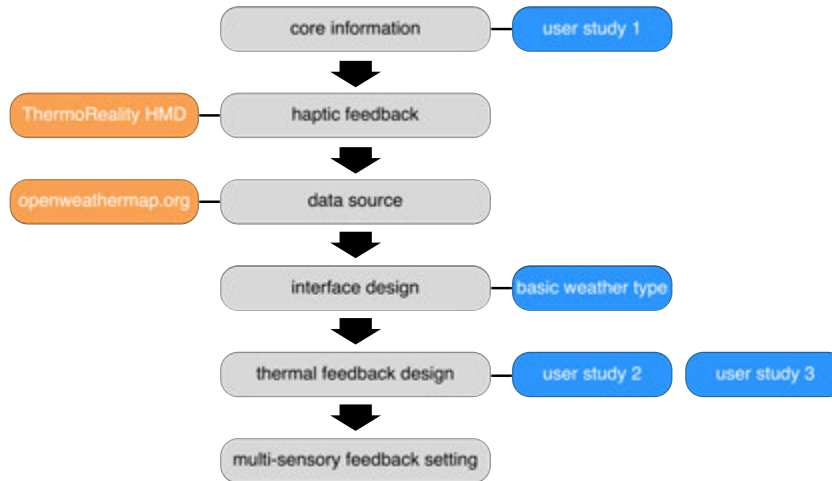 core information
user study 1
ThermoReality HMD
haptic feedback
openweathermap.org
data source
interface design
basic weather type
thermal feedback design
user study 2
user study 3
multi-sensory feedback setting